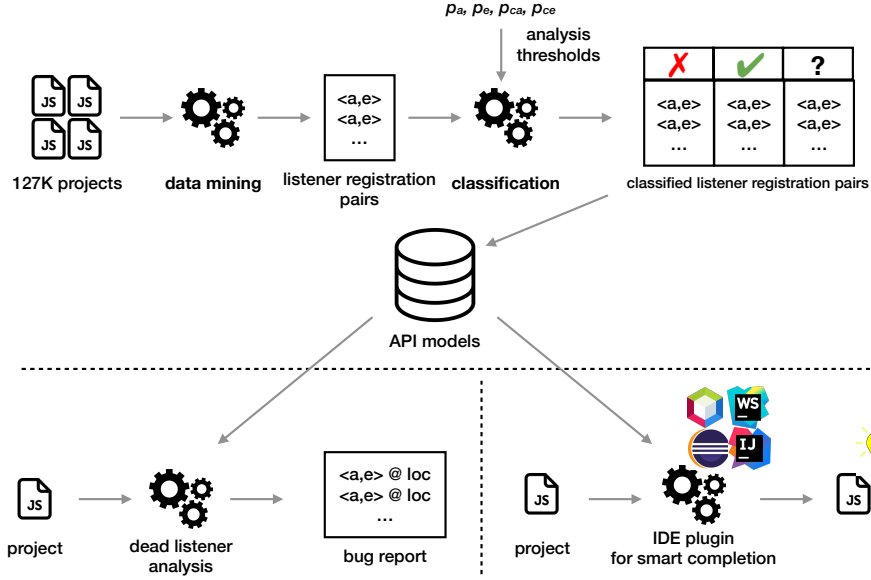 pa, pe, pca, pce
analysis
thresholds
JS JS
JS JS
127K projects
data mining
<a,e>
<a,e>
...
listener registration
pairs
classification
✗ ✓ ?
<a,e> <a,e> <a,e>
<a,e> <a,e> <a,e>
... ... ...
classified listener registration pairs
API models
JS
project
dead listener
analysis
<a,e> @ loc
<a,e> @ loc
...
bug report
WS
IJ
JS
project
IDE plugin
for smart completion
JS